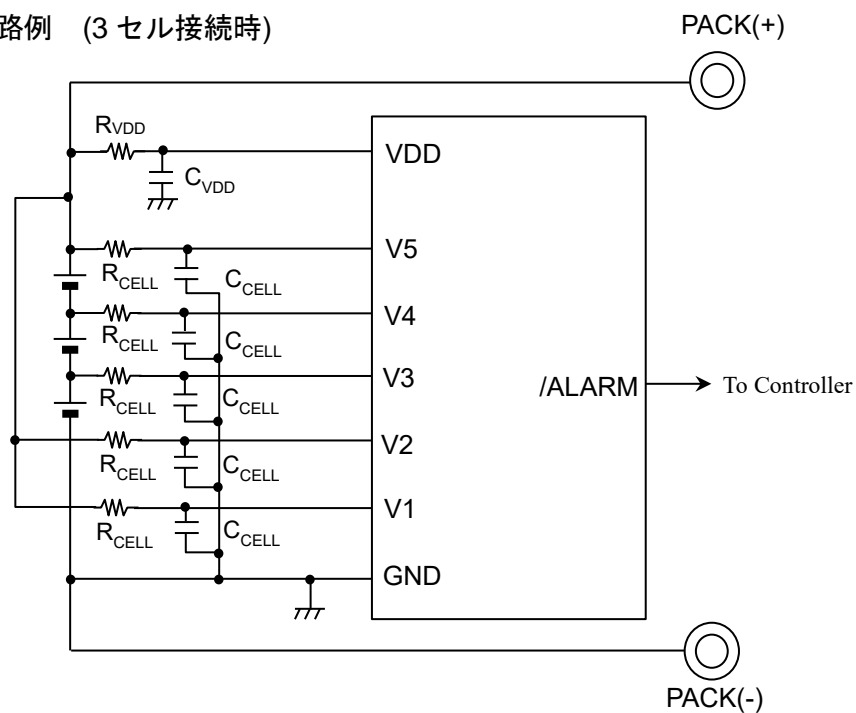 路例 (3 セル接続時)
PACK(+)
RVDD
VDD
CVDD
V5
RCELL
CCELL
V4
RCELL
CCELL
V3
/ALARM
To Controller
RCELL
CCELL
V2
RCELL
CCELL
V1
RCELL
CCELL
GND
PACK(-)